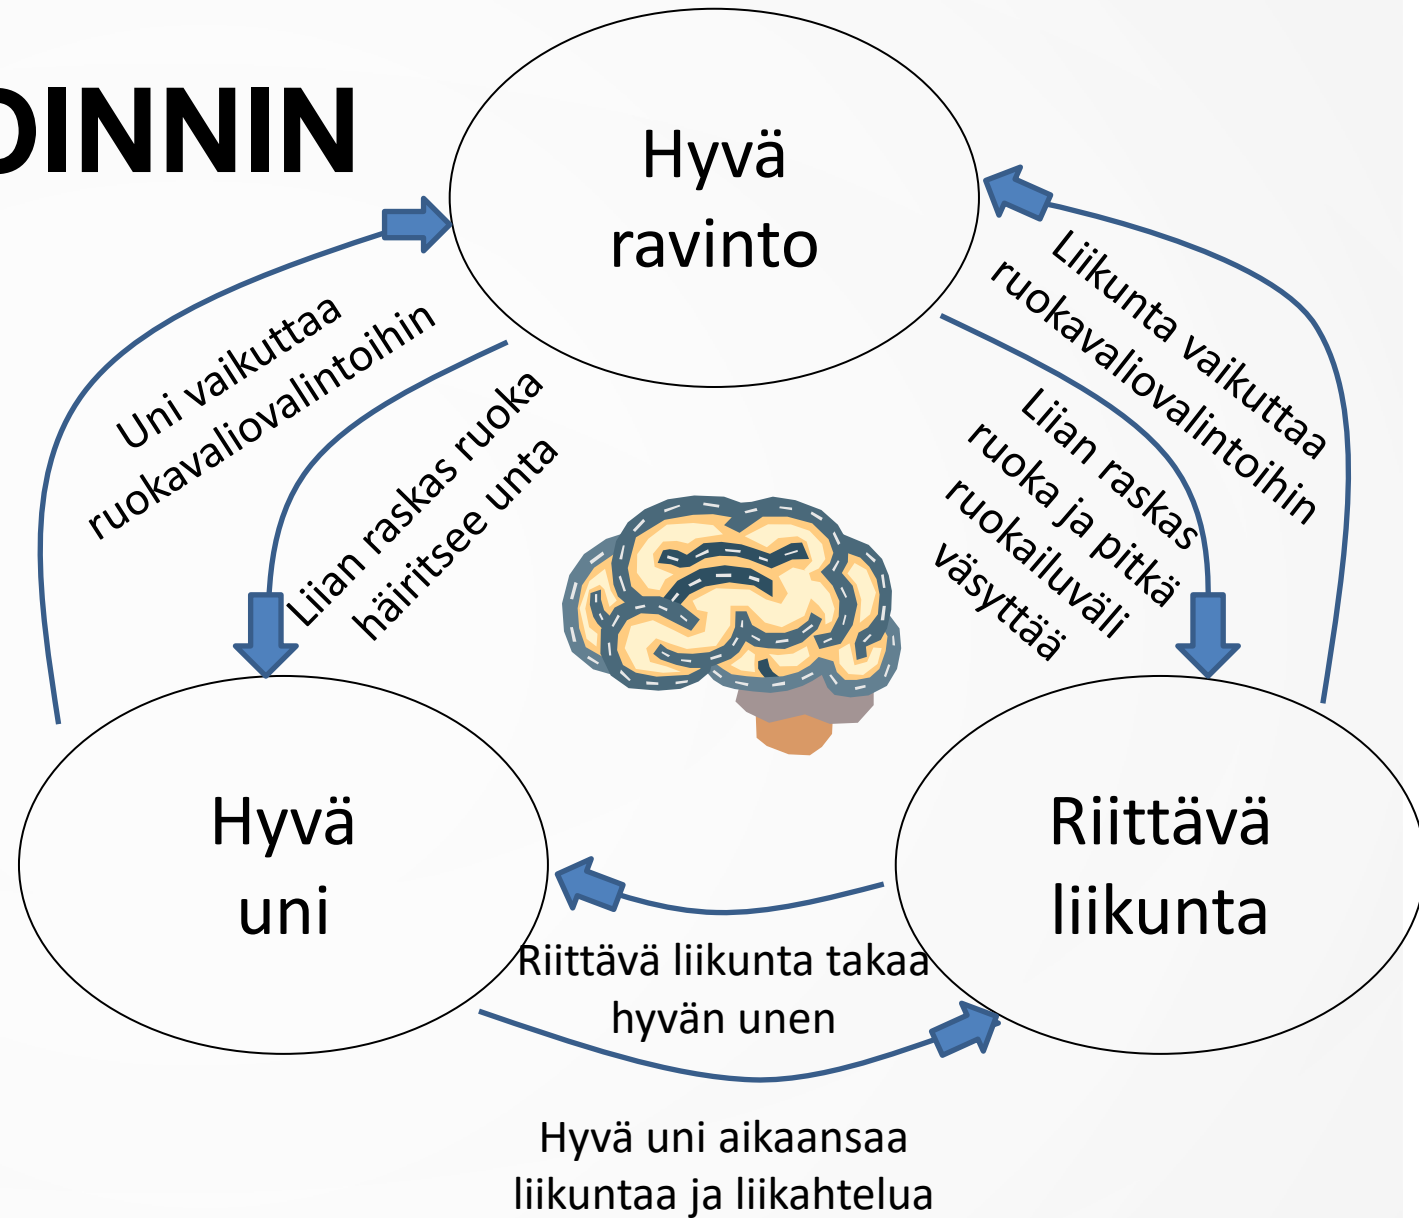 OINNIN
Hyvä
ravinto
Uni vaikuttaa
ruokavaliovalintoihin
Liian raskas ruoka
häiritsee unta
Liikunta vaikuttaa
ruokavaliovalintoihin
Liian raskas
ruoka ja pitkä
ruokailuväli
väsyttää
Hyvä
uni
Riittävä
liikunta
Riittävä liikunta takaa
hyvän unen
Hyvä uni aikaansaa
liikuntaa ja liikahtelua